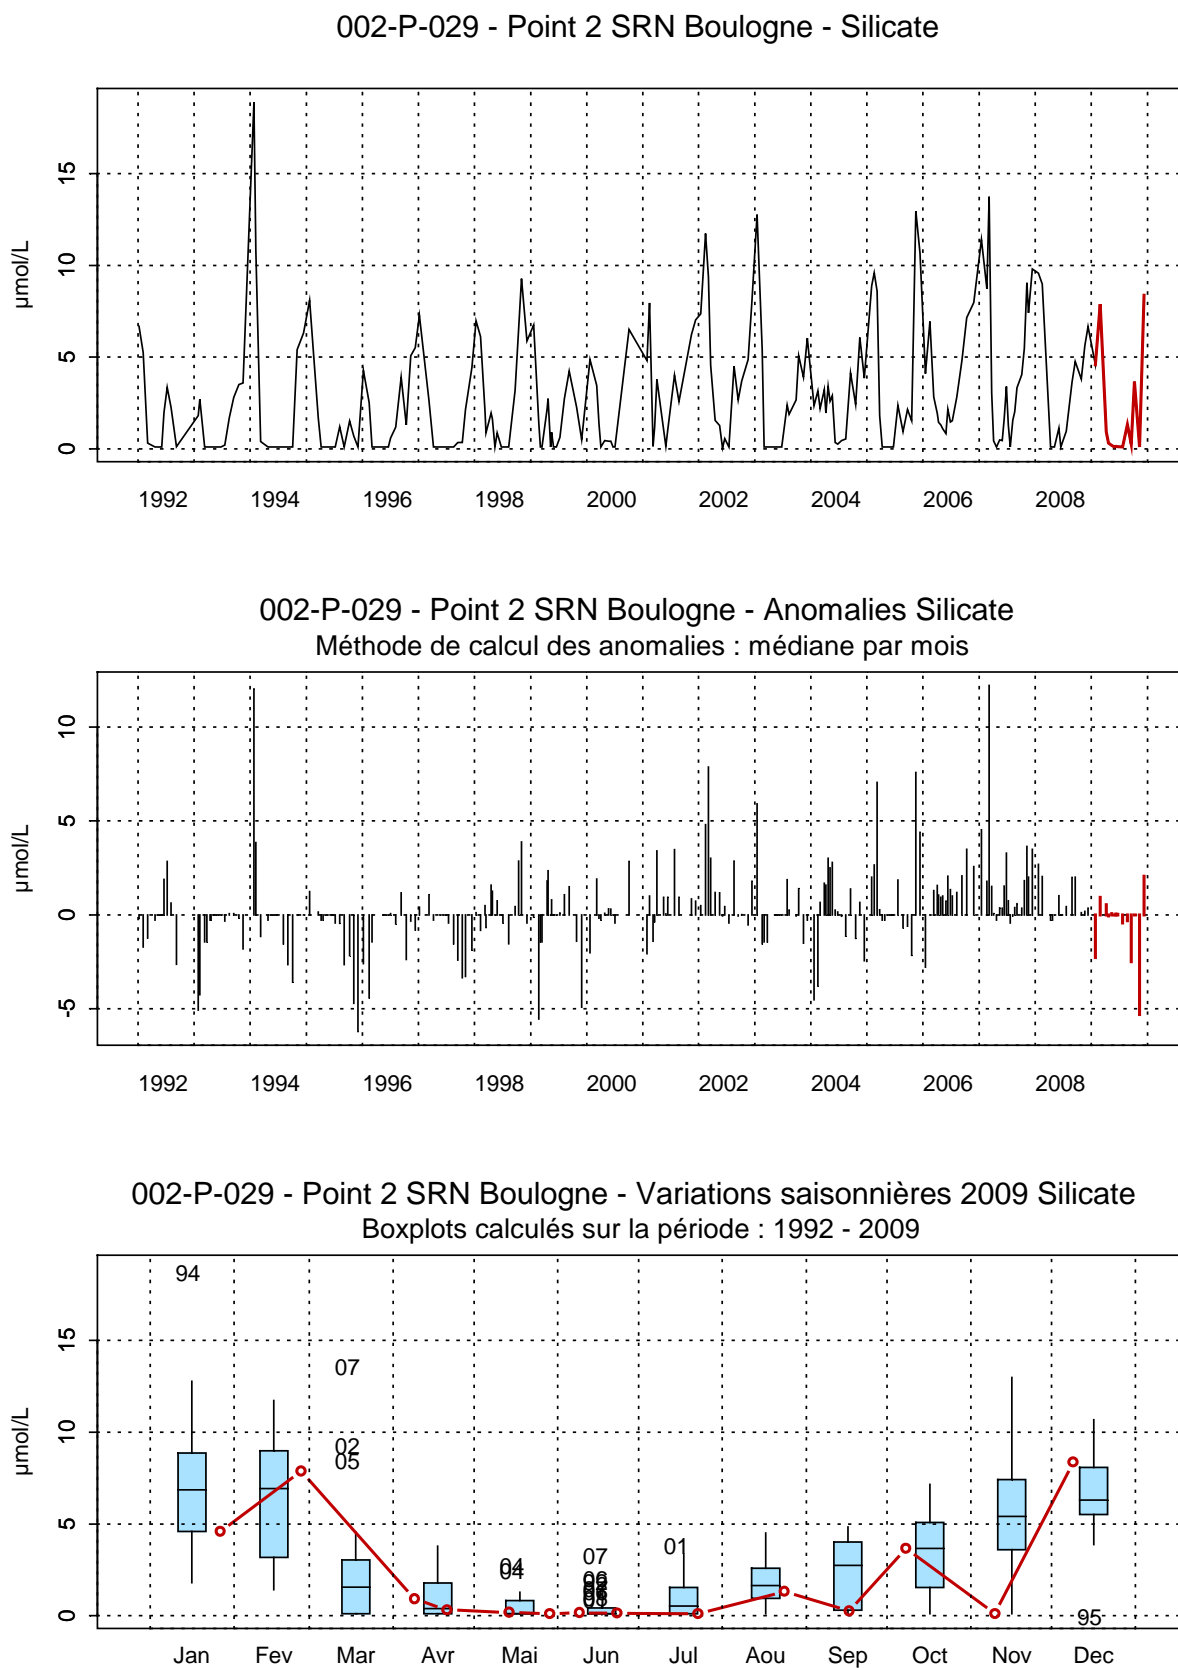 002-P-029 - Point 2 SRN Boulogne - Silicate
µmol/L
15
10
5
0
1992 1994 1996 1998 2000 2002 2004 2006 2008
002-P-029 - Point 2 SRN Boulogne - Anomalies Silicate
Méthode de calcul des anomalies : médiane par mois
µmol/L
10
5
0
-5
1992 1994 1996 1998 2000 2002 2004 2006 2008
002-P-029 - Point 2 SRN Boulogne - Variations saisonnières 2009 Silicate
Boxplots calculés sur la période : 1992 - 2009
µmol/L
15
10
5
0
94
07
02
05
04
04
07
06
01
95
Jan Fev Mar Avr Mai Jun Jul Aou Sep Oct Nov Dec